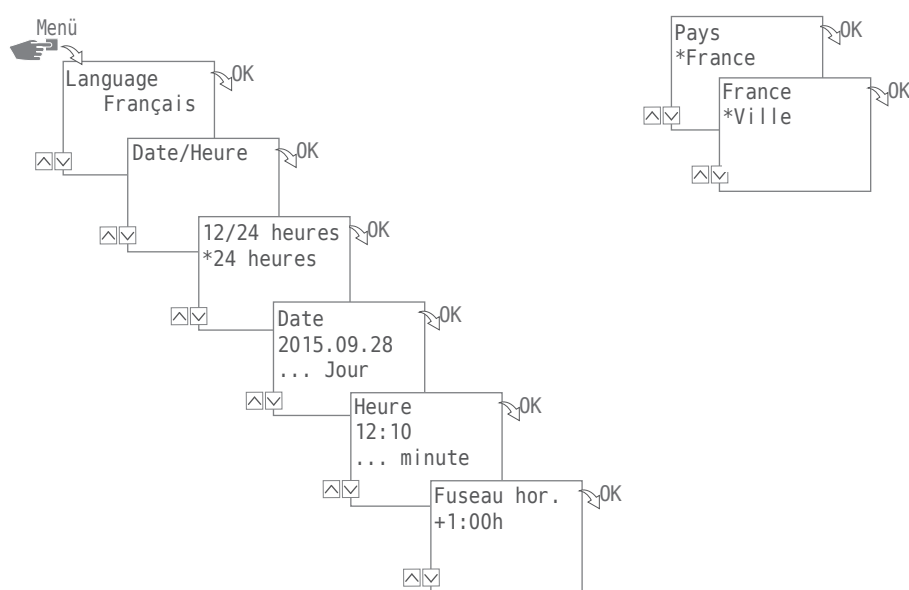 Menü
Language
Français
OK
Date/Heure
OK
12/24 heures
*24 heures
OK
Date
2015.09.28
... Jour
OK
Heure
12:10
... minute
OK
Fuseau hor.
+1:00h
OK
Pays
*France
OK
France
*Ville
OK